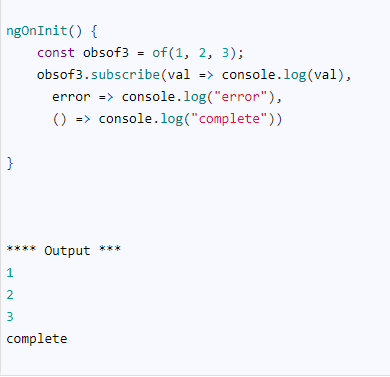 ngOnInit() {
    const obsof3 = of(1, 2, 3);
    obsof3.subscribe(val => console.log(val),
      error => console.log("error"),
      () => console.log("complete"))
}
**** Output ***
1
2
3
complete